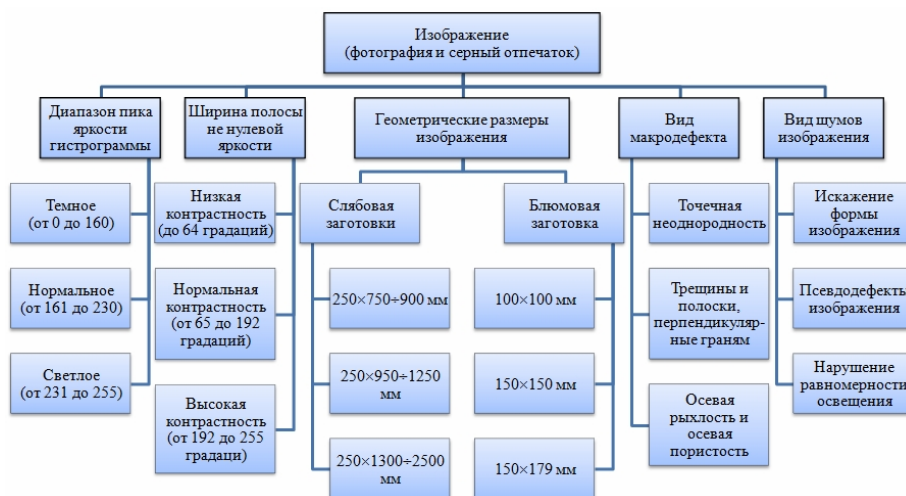 Изображение
(фотография и серный отпечаток)
Диапазон пика
яркости
гистрограммы
Ширина полосы
не нулевой
яркости
Геометрические размеры
изображения
Вид
макродефекта
Вид шумов
изображения
Темное
(от 0 до 160)
Нормальное
(от 161 до 230)
Светлое
(от 231 до 255)
Низкая
контрастность
(до 64 градаций)
Нормальная
контрастность
(от 65 до 192
градаций)
Высокая
контрастность
(от 192 до 255
градаци)
Слябовая
заготовки
250×750÷900 мм
250×950÷1250
мм
250×1300÷2500
мм
Блюмовая
заготовка
100×100 мм
150×150 мм
150×179 мм
Точечная
неоднородность
Трещины и
полоски,
перпендикуляр-
ные граням
Осевая
рыхлость и
осевая
пористость
Искажение
формы
изображения
Псевдодефекты
изображения
Нарушение
равномерности
освещения